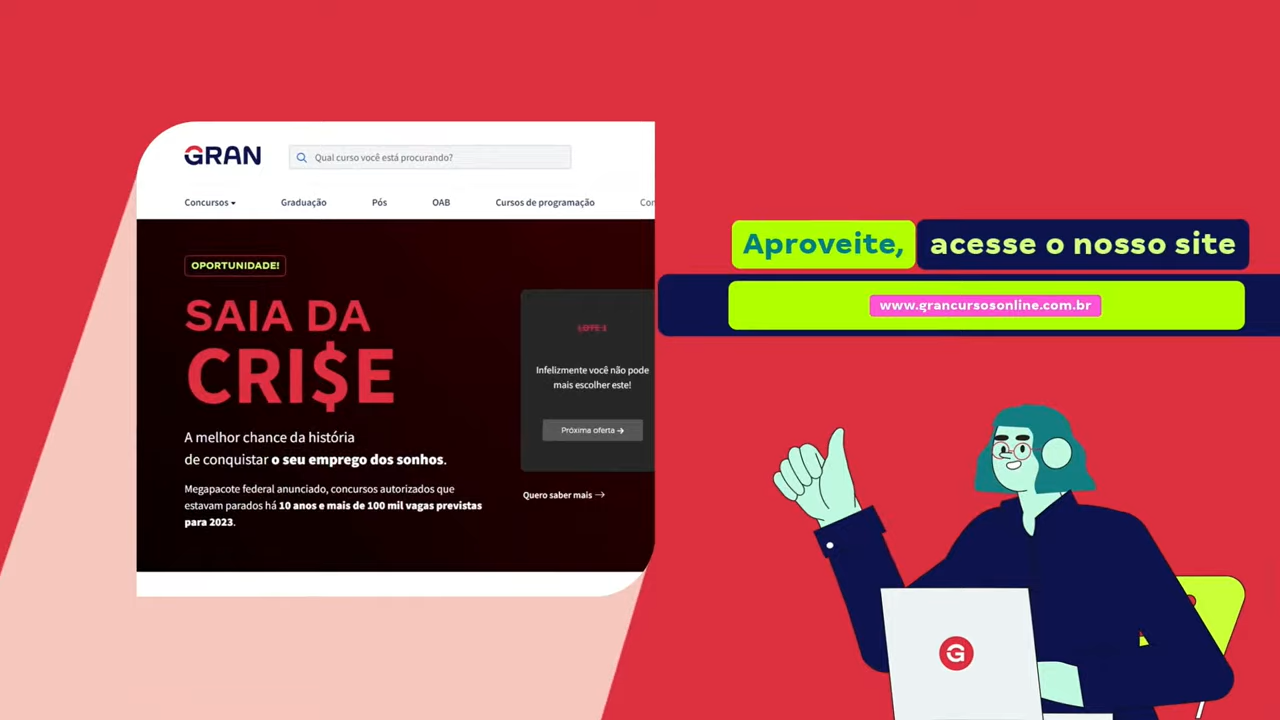 GRAN
Qual curso você está procurando?
Concursos
Graduação
Pós
OAB
Cursos de programação
OPORTUNIDADE!
SAIA DA
CRI$E
A melhor chance da história
de conquistar o seu emprego dos sonhos.
Megapacote federal anunciado, concursos autorizados que
estavam parados há 10 anos e mais de 100 mil vagas previstas
para 2023.
LOTE 1
Infelizmente você não pode
mais escolher este!
Próxima oferta →
Quero saber mais →
Aproveite, acesse o nosso site
www.grancursosonline.com.br
G